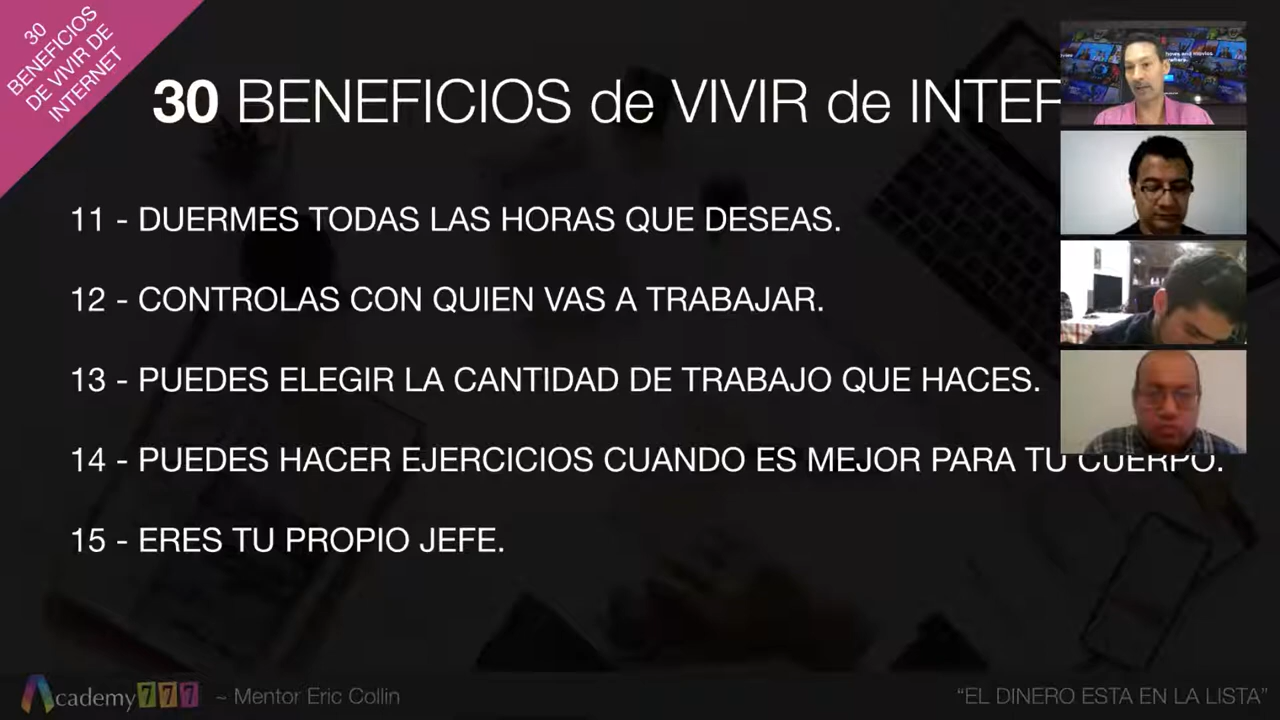 30
BENEFICIOS
DE VIVIR DE
INTERNET
30 BENEFICIOS de VIVIR de INTER
11 - DUERMES TODAS LAS HORAS QUE DESEAS.
12 - CONTROLAS CON QUIEN VAS A TRABAJAR.
13 - PUEDES ELEGIR LA CANTIDAD DE TRABAJO QUE HACES.
14 - PUEDES HACER EJERCICIOS CUANDO ES MEJOR PARA TU CUERPO.
15 - ERES TU PROPIO JEFE.
Academy777 ~ Mentor Eric Collin
“EL DINERO ESTA EN LA LISTA”